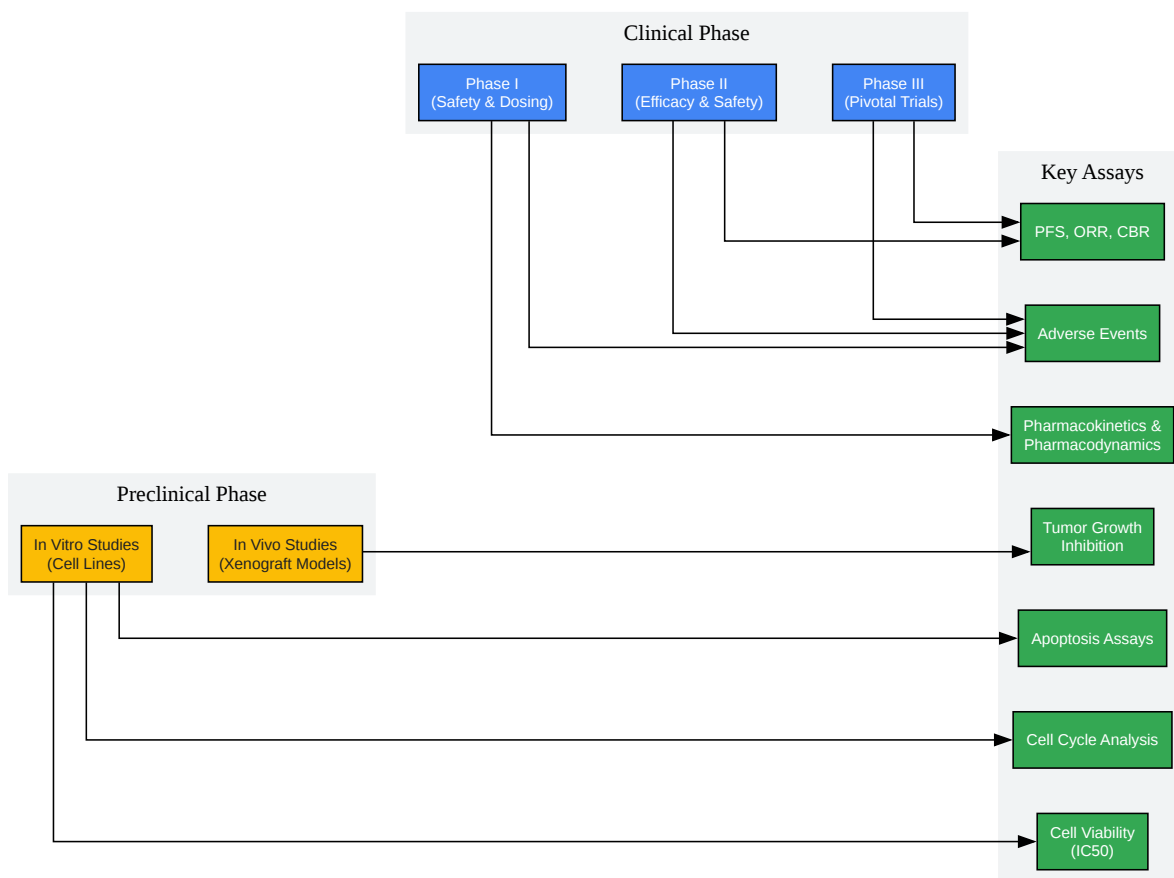 Clinical Phase
Phase I
(Safety & Dosing)
Phase II
(Efficacy & Safety)
Phase III
(Pivotal Trials)
Key Assays
PFS, ORR, CBR
Adverse Events
Pharmacokinetics &
Pharmacodynamics
Preclinical Phase
In Vitro Studies
(Cell Lines)
In Vivo Studies
(Xenograft Models)
Tumor Growth
Inhibition
Apoptosis Assays
Cell Cycle Analysis
Cell Viability
(IC50)